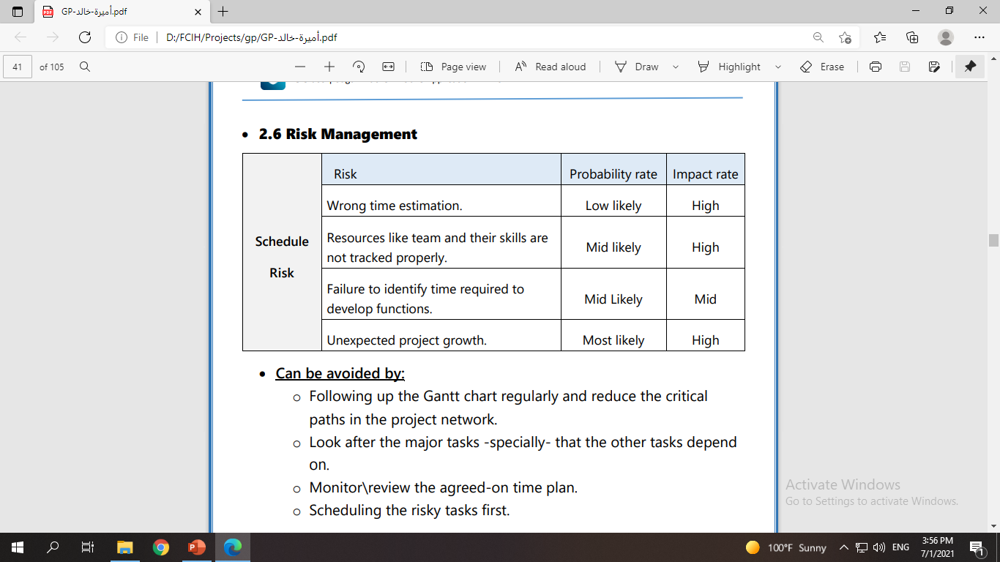 GP-أميرة-خالد.pdf
File
D:/FCIH/Projects/gp/GP-أميرة-خالد.pdf
41 of 105
Page view
Read aloud
Draw
Highlight
Erase
• 2.6 Risk Management
Schedule
Risk
Risk Probability rate Impact rate
Wrong time estimation. Low likely High
Resources like team and their skills are
not tracked properly. Mid likely High
Failure to identify time required to
develop functions. Mid Likely Mid
Unexpected project growth. Most likely High
• Can be avoided by:
o Following up the Gantt chart regularly and reduce the critical
paths in the project network.
o Look after the major tasks -specially- that the other tasks depend
on.
o Monitor\review the agreed-on time plan.
o Scheduling the risky tasks first.
Activate Windows
Go to Settings to activate Windows.
100°F Sunny
ENG
3:56 PM
7/1/2021
1